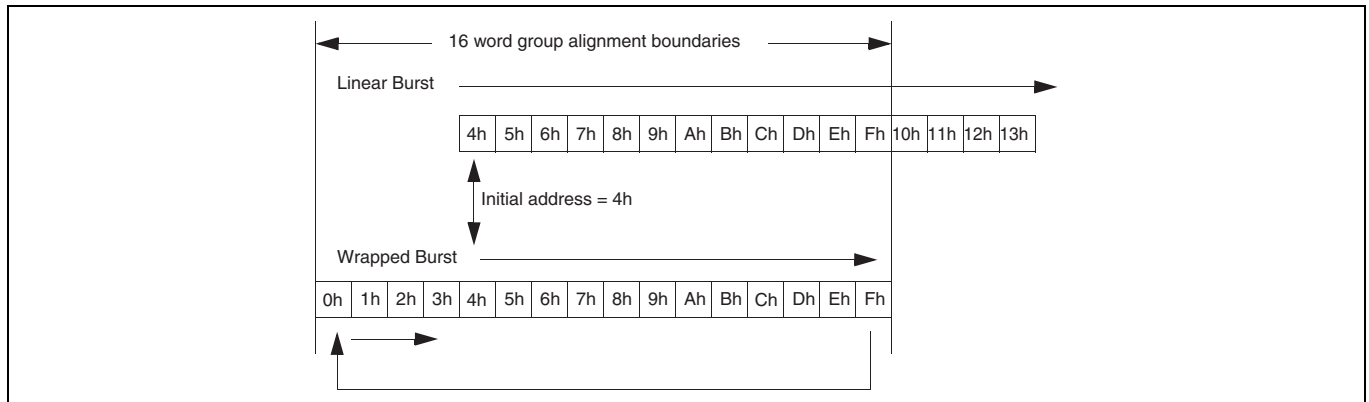 16 word group alignment boundaries
Linear Burst
4h 5h 6h 7h 8h 9h Ah Bh Ch Dh Eh Fh 10h 11h 12h 13h
Initial address = 4h
Wrapped Burst
0h 1h 2h 3h 4h 5h 6h 7h 8h 9h Ah Bh Ch Dh Eh Fh